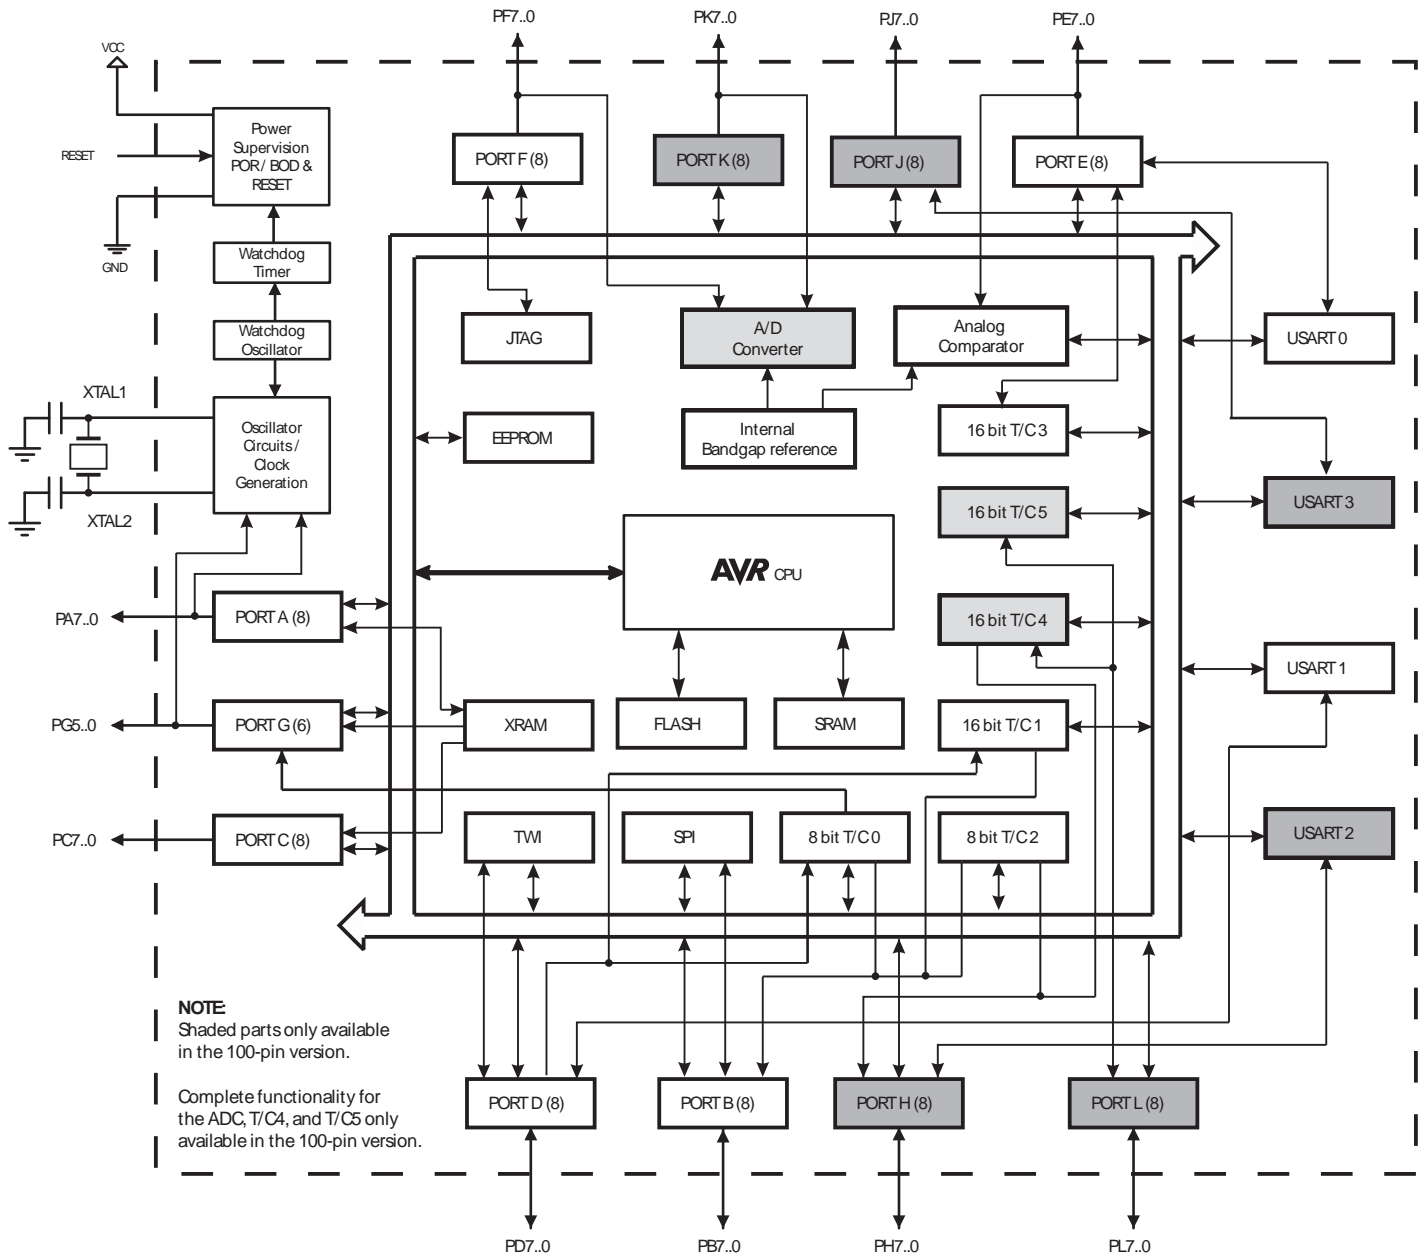 PF7..0
PK7..0
PJ7..0
PE7..0
VCC
RESET
GND
Power
Supervision
POR / BOD &
RESET
PORT F (8)
PORT K (8)
PORT J (8)
PORT E (8)
Watchdog
Timer
Watchdog
Oscillator
JTAG
A/D
Converter
Analog
Comparator
USART 0
XTAL1
XTAL2
Oscillator
Circuits /
Clock
Generation
EEPROM
Internal
Bandgap reference
16 bit T/C 3
USART 3
16 bit T/C 5
AVR CPU
PA7..0
PORT A (8)
16 bit T/C 4
USART 1
PG5..0
PORT G (6)
XRAM
FLASH
SRAM
16 bit T/C 1
PC7..0
PORT C (8)
TWI
SPI
8 bit T/C 0
8 bit T/C 2
USART 2
NOTE:
Shaded parts only available
in the 100-pin version.
Complete functionality for
the ADC, T/C4, and T/C5 only
available in the 100-pin version.
PORT D (8)
PORT B (8)
PORT H (8)
PORT L (8)
PD7..0
PB7..0
PH7..0
PL7..0